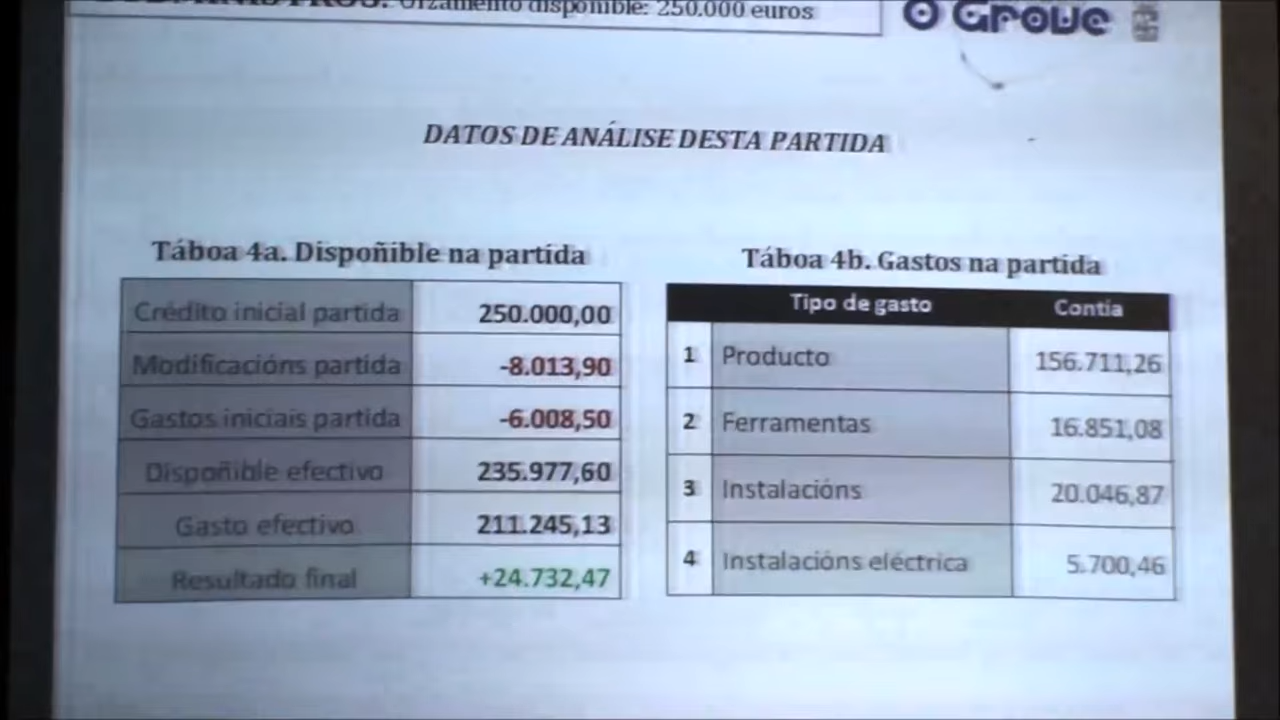 Orzamento dispoñible: 250.000 euros
O Grove
DATOS DE ANÁLISE DESTA PARTIDA
Táboa 4a. Dispoñible na partida
Crédito inicial partida 250.000,00
Modificacións partida -8.013,90
Gastos iniciais partida -6.008,50
Dispoñible efectivo 235.977,60
Gasto efectivo 211.245,13
Resultado final +24.732,47
Táboa 4b. Gastos na partida
Tipo de gasto Contía
1 Producto 156.711,26
2 Ferramentas 16.851,08
3 Instalacións 20.046,87
4 Instalacións eléctrica 5.700,46